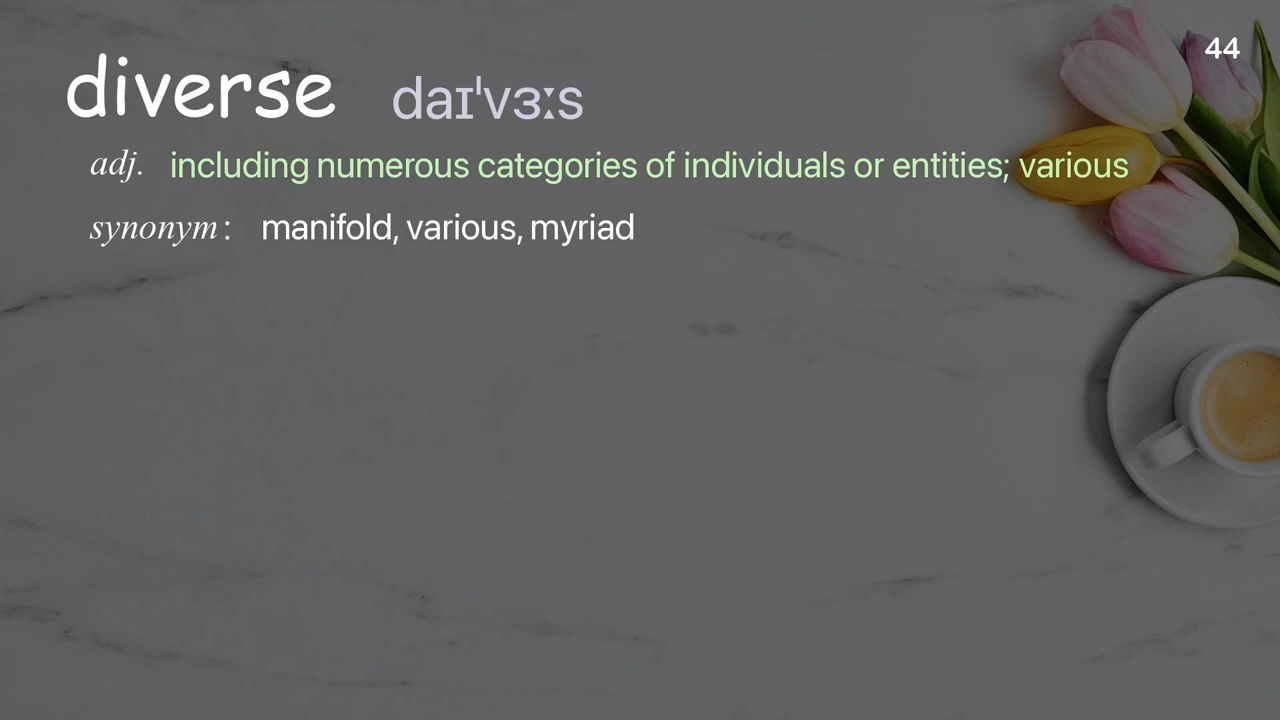 44
diverse daɪˈvɜːs
adj. including numerous categories of individuals or entities; various
synonym: manifold, various, myriad